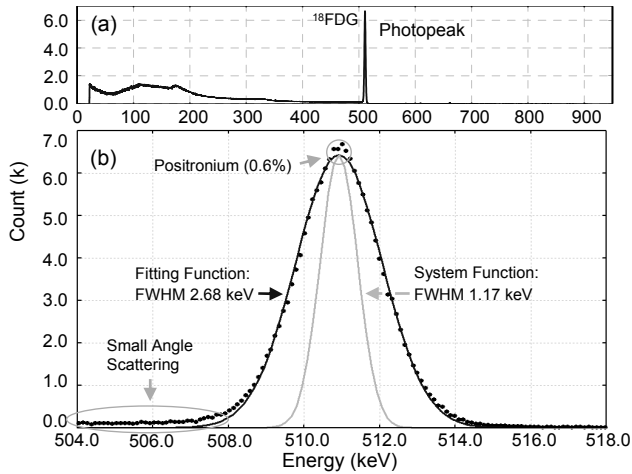 6.0
4.0
2.0
0.0
(a)
¹⁸FDG
Photopeak
0 100 200 300 400 500 600 700 800 900
Count (k)
7.0
6.0
5.0
4.0
3.0
2.0
1.0
0.0
(b)
Positronium (0.6%)
Fitting Function:
FWHM 2.68 keV
System Function:
FWHM 1.17 keV
Small Angle
Scattering
504.0 506.0 508.0 510.0 512.0 514.0 516.0 518.0
Energy (keV)